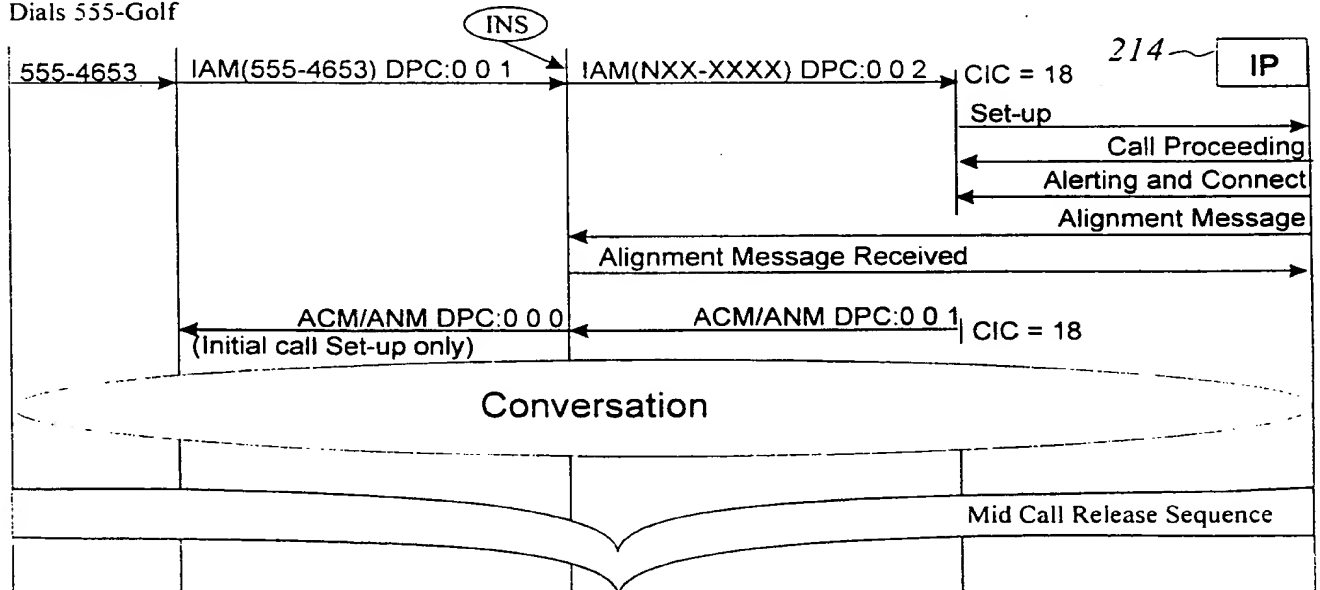 Dials 555-Golf
INS
214
IP
555-4653
IAM(555-4653) DPC:0 0 1
IAM(NXX-XXXX) DPC:0 0 2
CIC = 18
Set-up
Call Proceeding
Alerting and Connect
Alignment Message
Alignment Message Received
ACM/ANM DPC:0 0 0
ACM/ANM DPC:0 0 1
CIC = 18
(Initial call Set-up only)
Conversation
Mid Call Release Sequence